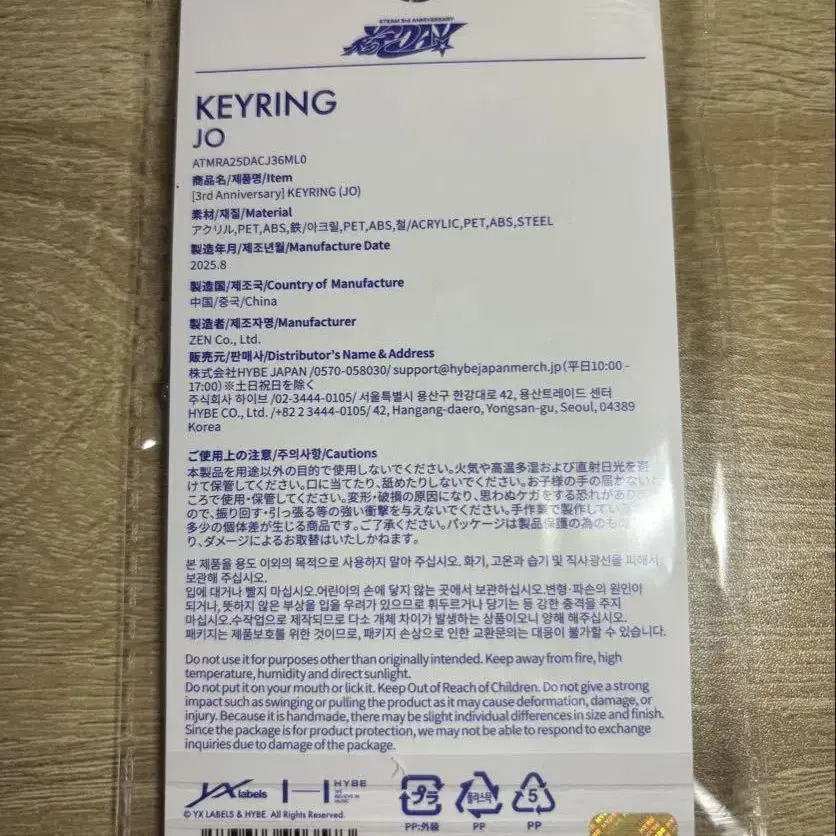 &TEAM 3rd ANNIVERSARY
KEYRING
JO
ATMRA25DACJ36ML0
商品名/제품명/Item
[3rd Anniversary] KEYRING (JO)
素材/재질/Material
アクリル,PET,ABS,鉄/아크릴,PET,ABS,철/ACRYLIC,PET,ABS,STEEL
製造年月/제조년월/Manufacture Date
2025.8
製造国/제조국/Country of Manufacture
中国/중국/China
製造者/제조자명/Manufacturer
ZEN Co., Ltd.
販売元/판매사/Distributor's Name & Address
株式会社HYBE JAPAN /0570-058030/ support@hybejapanmerch.jp(平日10:00 -
17:00)※土日祝日を除く
주식회사 하이브 /02-3444-0105/ 서울특별시 용산구 한강대로 42, 용산트레이드 센터
HYBE CO., Ltd. /+82 2 3444-0105/ 42, Hangang-daero, Yongsan-gu, Seoul, 04389
Korea
ご使用上の注意/주의사항/Cautions
本製品を用途以外の目的で使用しないでください。火気や高温多湿および直射日光を避
けて保管してください。口に当てたり、舐めたりしないでください。お子様の手の届かない
ころで使用・保管してください。変形・破損の原因になり、思わぬケガをする恐れがあり
ので、振り回す・引っ張る等の強い衝撃を与えないでください。手作業で製作している
多少の個体差が生じる商品です。ご了承ください。パッケージは製品保護の為のもの
り、ダメージによるお取替はいたしかねます。
본 제품을 용도 이외의 목적으로 사용하지 말아 주십시오. 화기, 고온과 습기 및 직사광선을 피해서
보관해 주십시오.
입에 대거나 빨지 마십시오.어린이의 손에 닿지 않는 곳에서 보관하십시오.변형·파손의 원인이
되거나, 뜻하지 않은 부상을 입을 우려가 있으므로 휘두르거나 당기는 등 강한 충격을 주지
마십시오.수작업으로 제작되므로 다소 개체 차이가 발생하는 상품이오니 양해 해주십시오.
패키지는 제품보호를 위한 것이므로, 패키지 손상으로 인한 교환문의는 대응이 불가할 수 있습니다.
Do not use it for purposes other than originally intended. Keep away from fire, high
temperature, humidity and direct sunlight.
Do not put it on your mouth or lick it. Keep Out of Reach of Children. Do not give a strong
impact such as swinging or pulling the product as it may cause deformation, damage, or
injury. Because it is handmade, there may be slight individual differences in size and finish.
Since the package is for product protection, we may not be able to respond to exchange
inquiries due to damage of the package.
YX labels HYBE
WE BELIEVE IN MUSIC
プラ 플라스틱 5
© YX LABELS & HYBE. All Rights Reserved.
PP:外装 PP PP